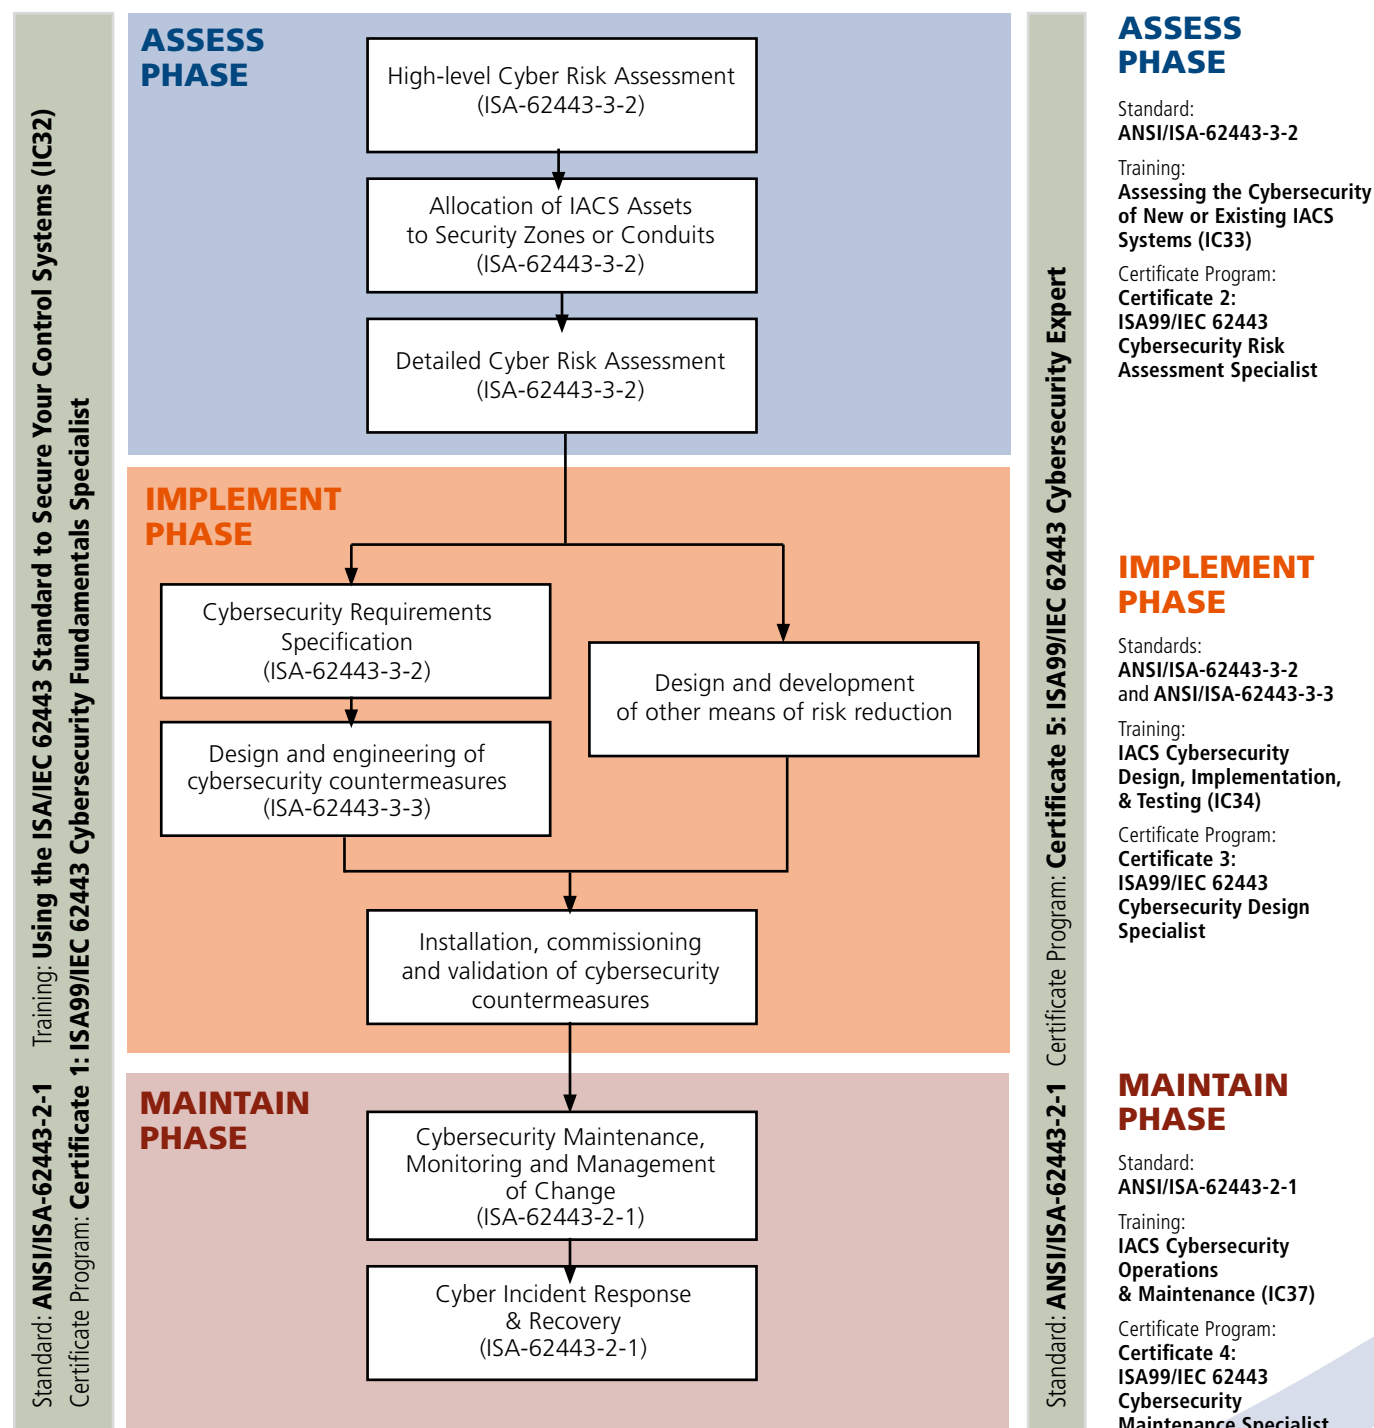 Standard: ANSI/ISA-62443-2-1 Training: Using the ISA/IEC 62443 Standard to Secure Your Control Systems (IC32)
Certificate Program: Certificate 1: ISA99/IEC 62443 Cybersecurity Fundamentals Specialist
ASSESS
PHASE
High-level Cyber Risk Assessment
(ISA-62443-3-2)
Allocation of IACS Assets
to Security Zones or Conduits
(ISA-62443-3-2)
Detailed Cyber Risk Assessment
(ISA-62443-3-2)
IMPLEMENT
PHASE
Cybersecurity Requirements
Specification
(ISA-62443-3-2)
Design and engineering of
cybersecurity countermeasures
(ISA-62443-3-3)
Design and development
of other means of risk reduction
Installation, commissioning
and validation of cybersecurity
countermeasures
MAINTAIN
PHASE
Cybersecurity Maintenance,
Monitoring and Management
of Change
(ISA-62443-2-1)
Cyber Incident Response
& Recovery
(ISA-62443-2-1)
Standard: ANSI/ISA-62443-2-1 Certificate Program: Certificate 5: ISA99/IEC 62443 Cybersecurity Expert
ASSESS
PHASE
Standard:
ANSI/ISA-62443-3-2
Training:
Assessing the Cybersecurity
of New or Existing IACS
Systems (IC33)
Certificate Program:
Certificate 2:
ISA99/IEC 62443
Cybersecurity Risk
Assessment Specialist
IMPLEMENT
PHASE
Standards:
ANSI/ISA-62443-3-2
and ANSI/ISA-62443-3-3
Training:
IACS Cybersecurity
Design, Implementation,
& Testing (IC34)
Certificate Program:
Certificate 3:
ISA99/IEC 62443
Cybersecurity Design
Specialist
MAINTAIN
PHASE
Standard:
ANSI/ISA-62443-2-1
Training:
IACS Cybersecurity
Operations
& Maintenance (IC37)
Certificate Program:
Certificate 4:
ISA99/IEC 62443
Cybersecurity
Maintenance Specialist